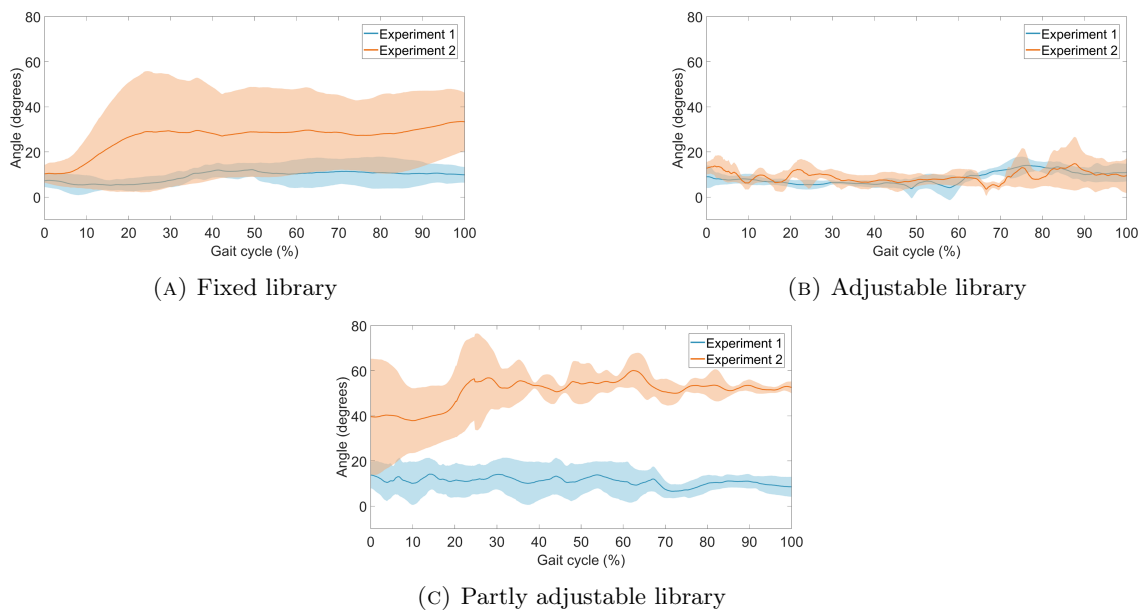 80
60
40
20
0
Angle (degrees)
0 10 20 30 40 50 60 70 80 90 100
Gait cycle (%)
Experiment 1
Experiment 2
(A) Fixed library
80
60
40
20
0
Angle (degrees)
0 10 20 30 40 50 60 70 80 90 100
Gait cycle (%)
Experiment 1
Experiment 2
(B) Adjustable library
80
60
40
20
0
Angle (degrees)
0 10 20 30 40 50 60 70 80 90 100
Gait cycle (%)
Experiment 1
Experiment 2
(C) Partly adjustable library